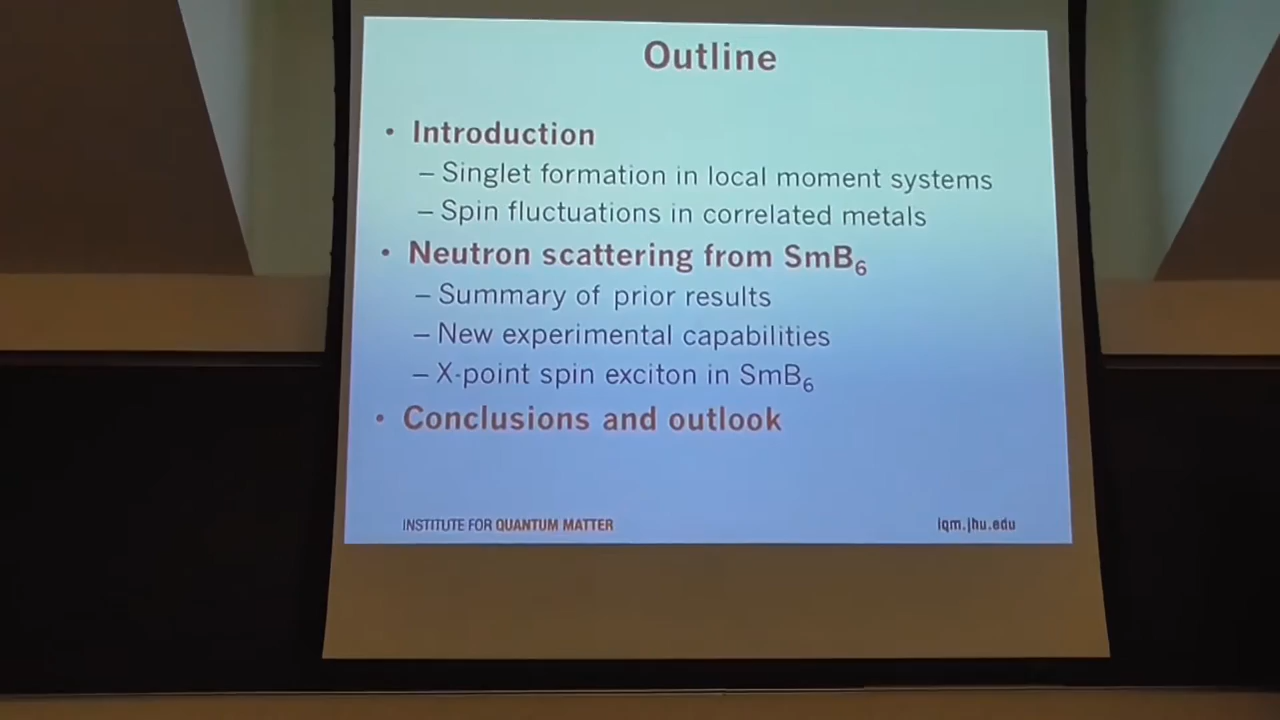 Outline
• Introduction
– Singlet formation in local moment systems
– Spin fluctuations in correlated metals
• Neutron scattering from SmB₆
– Summary of prior results
– New experimental capabilities
– X-point spin exciton in SmB₆
• Conclusions and outlook
INSTITUTE FOR QUANTUM MATTER
iqm.jhu.edu